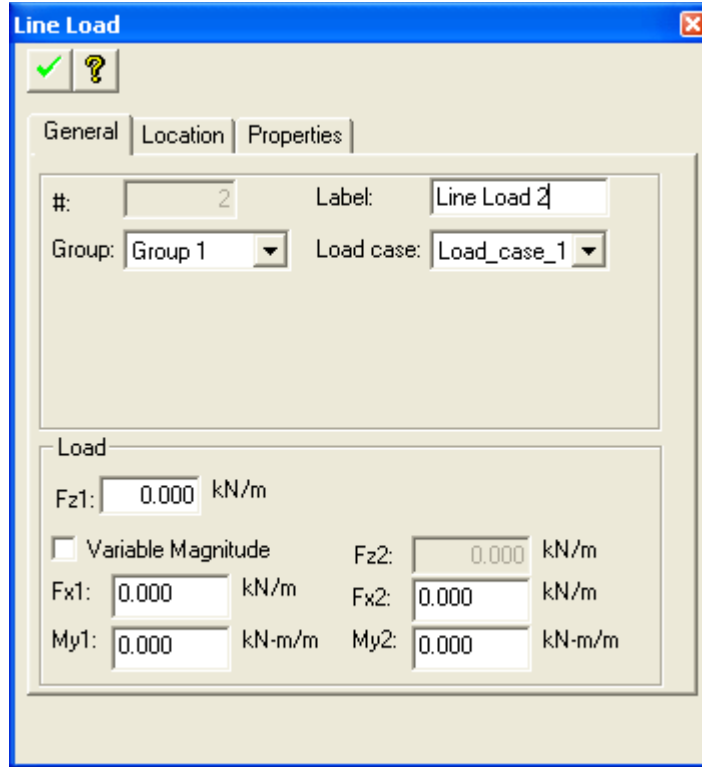 Line Load
General Location Properties
#: 2 Label: Line Load 2
Group: Group 1 Load case: Load_case_1
Load
Fz1: 0.000 kN/m
Variable Magnitude Fz2: 0.000 kN/m
Fx1: 0.000 kN/m Fx2: 0.000 kN/m
My1: 0.000 kN-m/m My2: 0.000 kN-m/m